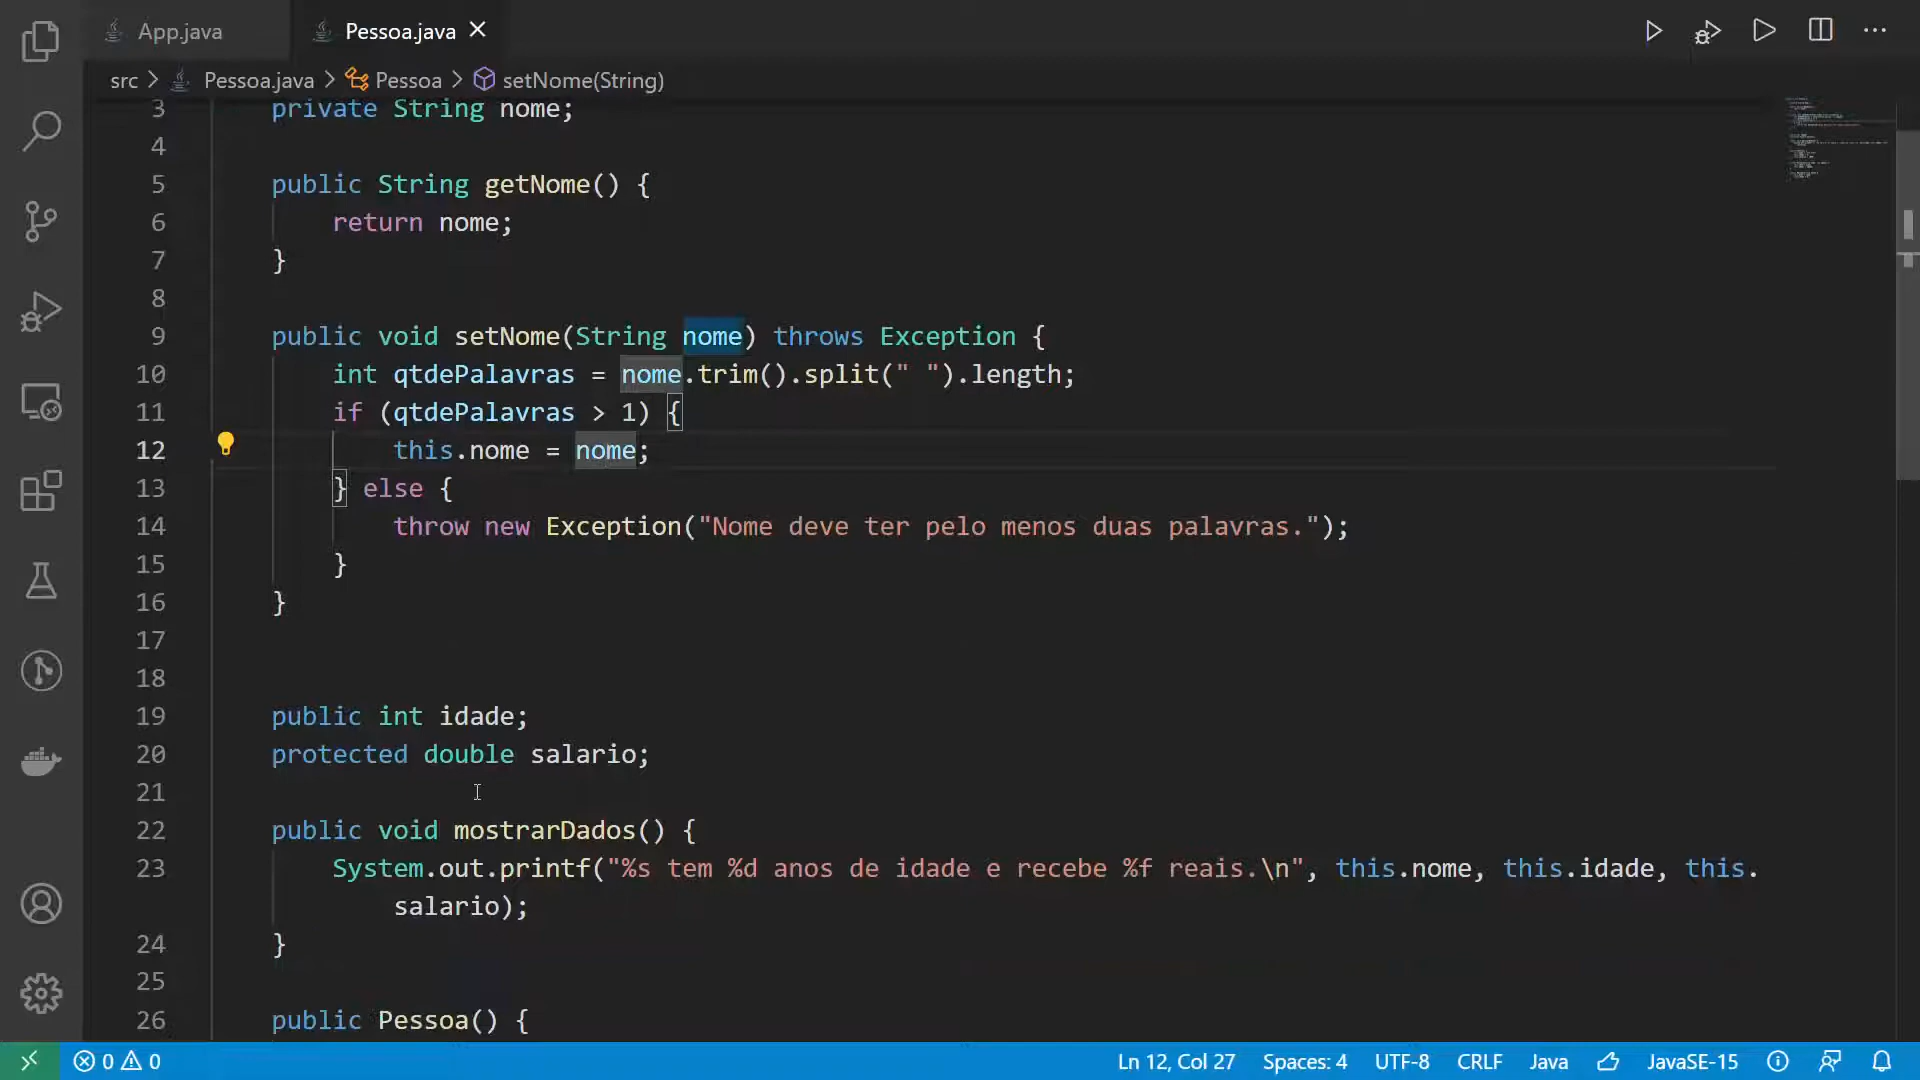 App.java
Pessoa.java
src > Pessoa.java > Pessoa > setNome(String)
3 private String nome;
4
5 public String getNome() {
6 return nome;
7 }
8
9 public void setNome(String nome) throws Exception {
10 int qtdePalavras = nome.trim().split(" ").length;
11 if (qtdePalavras > 1) {
12 this.nome = nome;
13 } else {
14 throw new Exception("Nome deve ter pelo menos duas palavras.");
15 }
16 }
17
18
19 public int idade;
20 protected double salario;
21
22 public void mostrarDados() {
23 System.out.printf("%s tem %d anos de idade e recebe %f reais.\n", this.nome, this.idade, this.
salario);
24 }
25
26 public Pessoa() {
0 0 Ln 12, Col 27 Spaces: 4 UTF-8 CRLF Java JavaSE-15